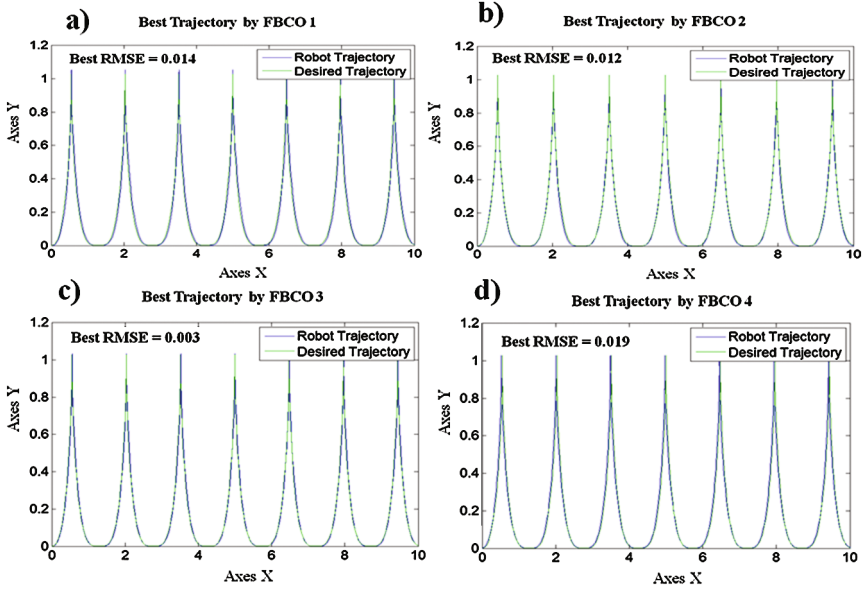 a)
Best Trajectory by FBCO 1
Best RMSE = 0.014
Robot Trajectory
Desired Trajectory
Axes Y
1.2
1
0.8
0.6
0.4
0.2
0
0 2 4 6 8 10
Axes X
b)
Best Trajectory by FBCO 2
Best RMSE = 0.012
Robot Trajectory
Desired Trajectory
Axes Y
1.2
1
0.8
0.6
0.4
0.2
0
0 2 4 6 8 10
Axes X
c)
Best Trajectory by FBCO 3
Best RMSE = 0.003
Robot Trajectory
Desired Trajectory
Axes Y
1.2
1
0.8
0.6
0.4
0.2
0
0 2 4 6 8 10
Axes X
d)
Best Trajectory by FBCO 4
Best RMSE = 0.019
Robot Trajectory
Desired Trajectory
Axes Y
1.2
1
0.8
0.6
0.4
0.2
0
0 2 4 6 8 10
Axes X